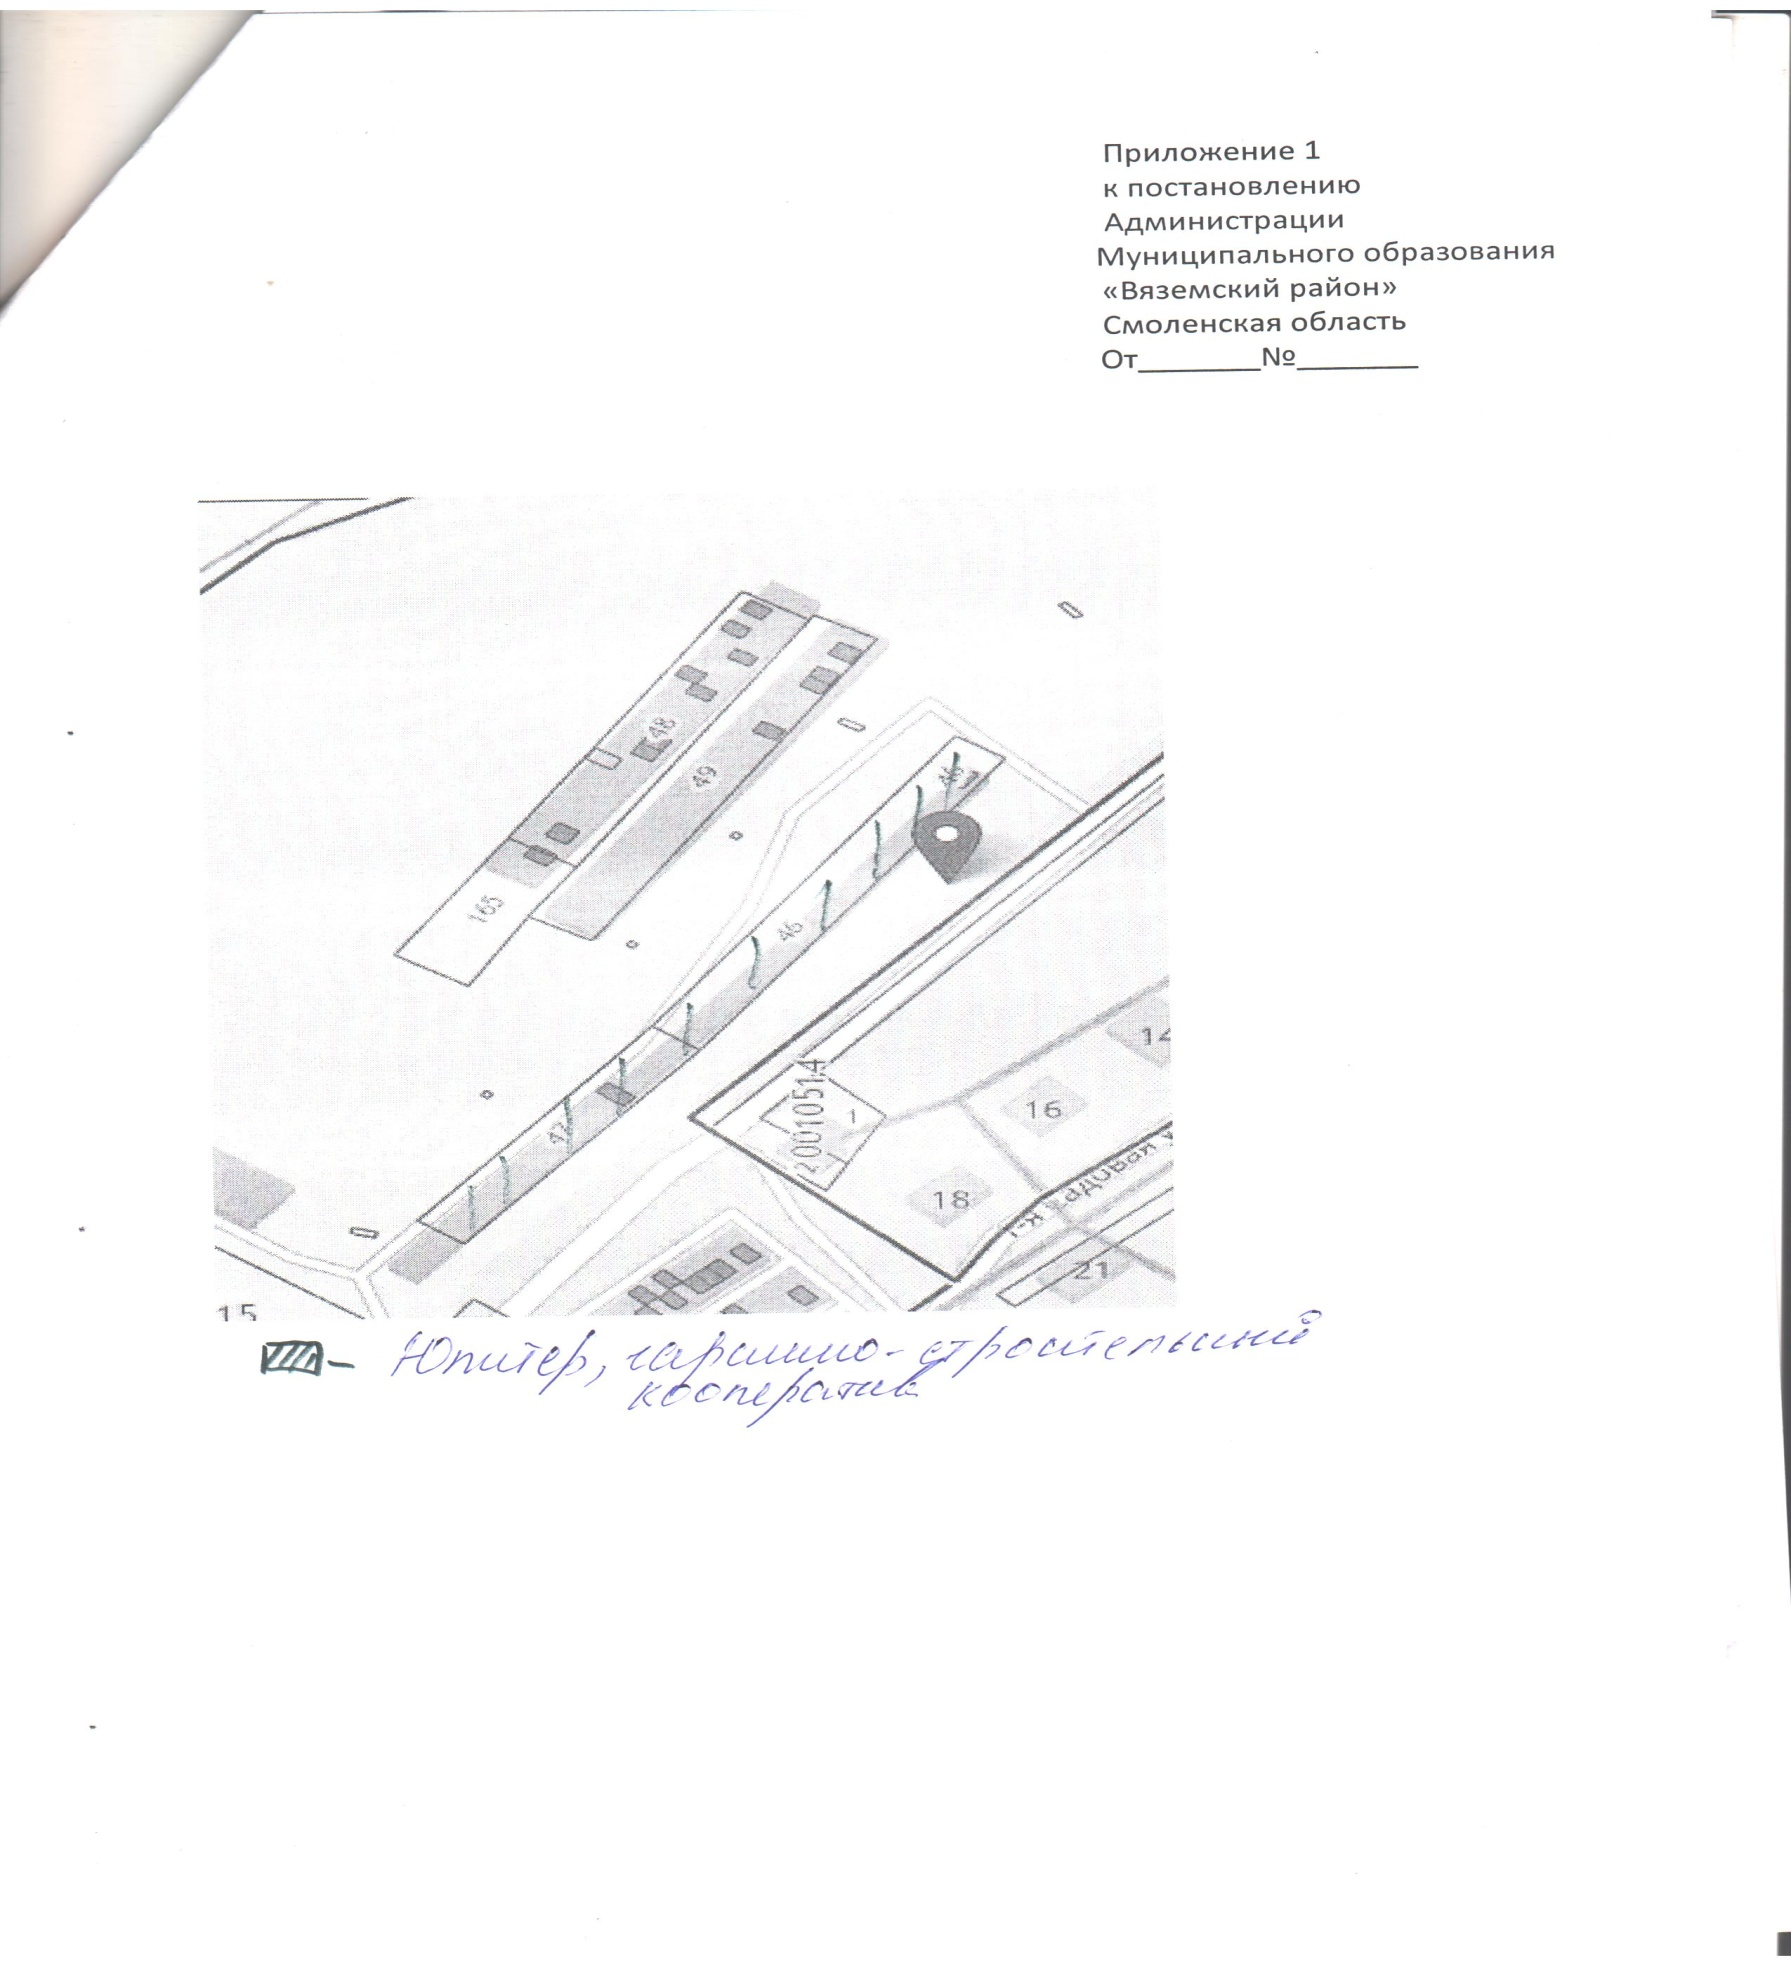 Приложение 1
к постановлению
Администрации
Муниципального образования
«Вяземский район»
Смоленская область
От________№________
48
49
165
46
47
20010514
1
14
16
18
21
15
Юпитер, гаражно-строительный
кооператив